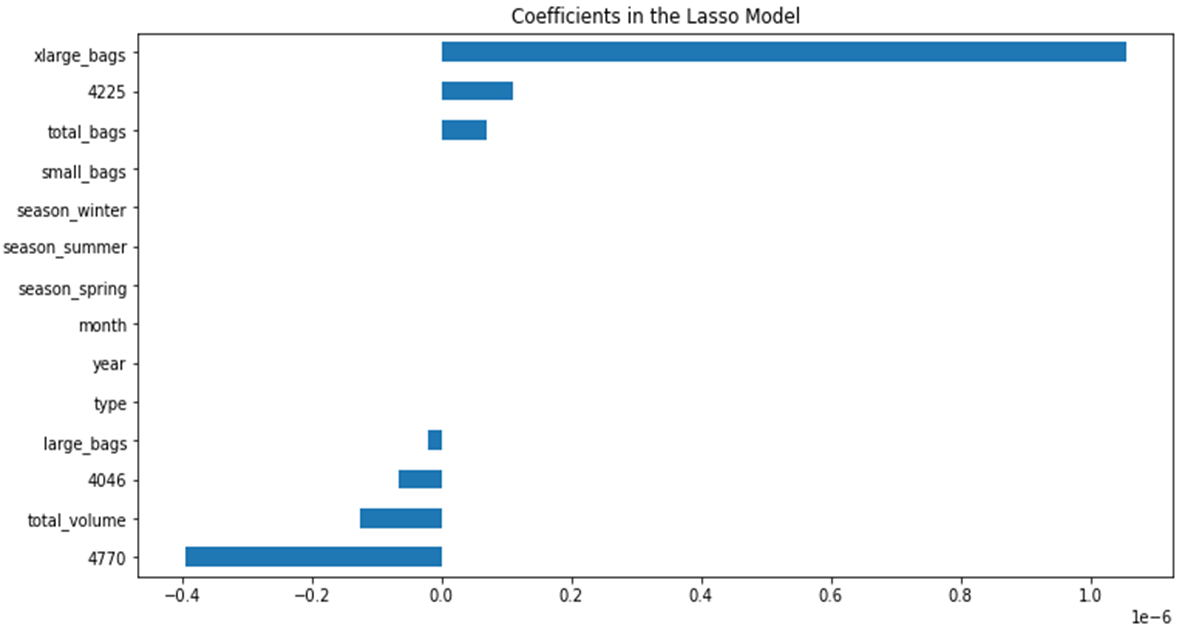 Coefficients in the Lasso Model
xlarge_bags
4225
total_bags
small_bags
season_winter
season_summer
season_spring
month
year
type
large_bags
4046
total_volume
4770
−0.4 −0.2 0.0 0.2 0.4 0.6 0.8 1.0
1e−6